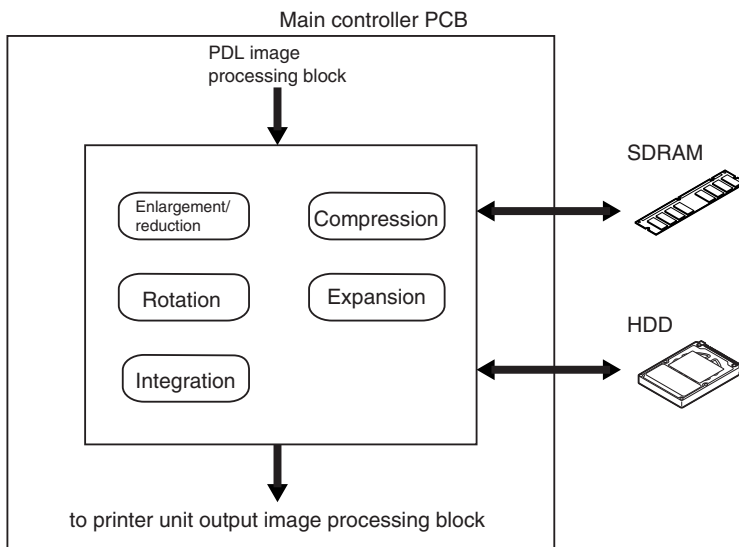 Main controller PCB
PDL image
processing block
SDRAM
Enlargement/
reduction
Compression
Rotation
Expansion
HDD
Integration
to printer unit output image processing block